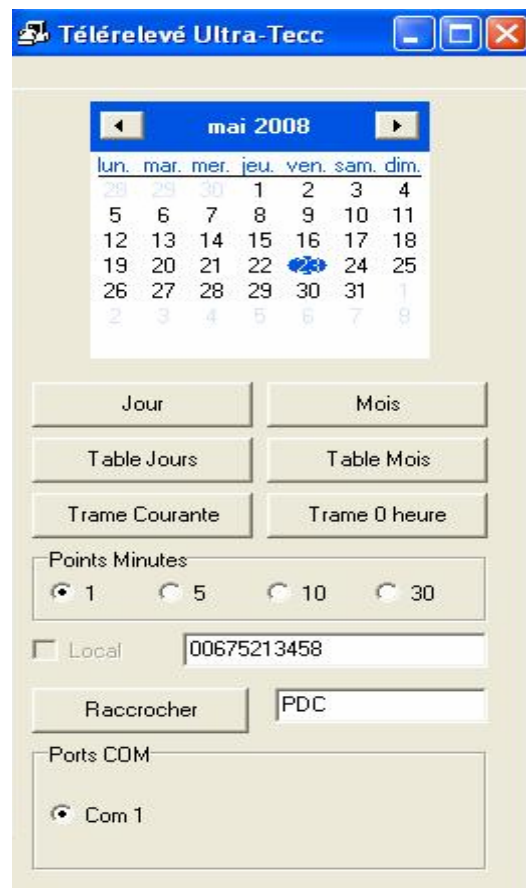 Télérelevé Ultra-Tecc
mai 2008
lun. mar. mer. jeu. ven. sam. dim.
28 29 30 1 2 3 4
5 6 7 8 9 10 11
12 13 14 15 16 17 18
19 20 21 22 23 24 25
26 27 28 29 30 31 1
2 3 4 5 6 7 8
Jour Mois
Table Jours Table Mois
Trame Courante Trame 0 heure
Points Minutes
1 5 10 30
Local 00675213458
Raccrocher PDC
Ports COM
Com 1